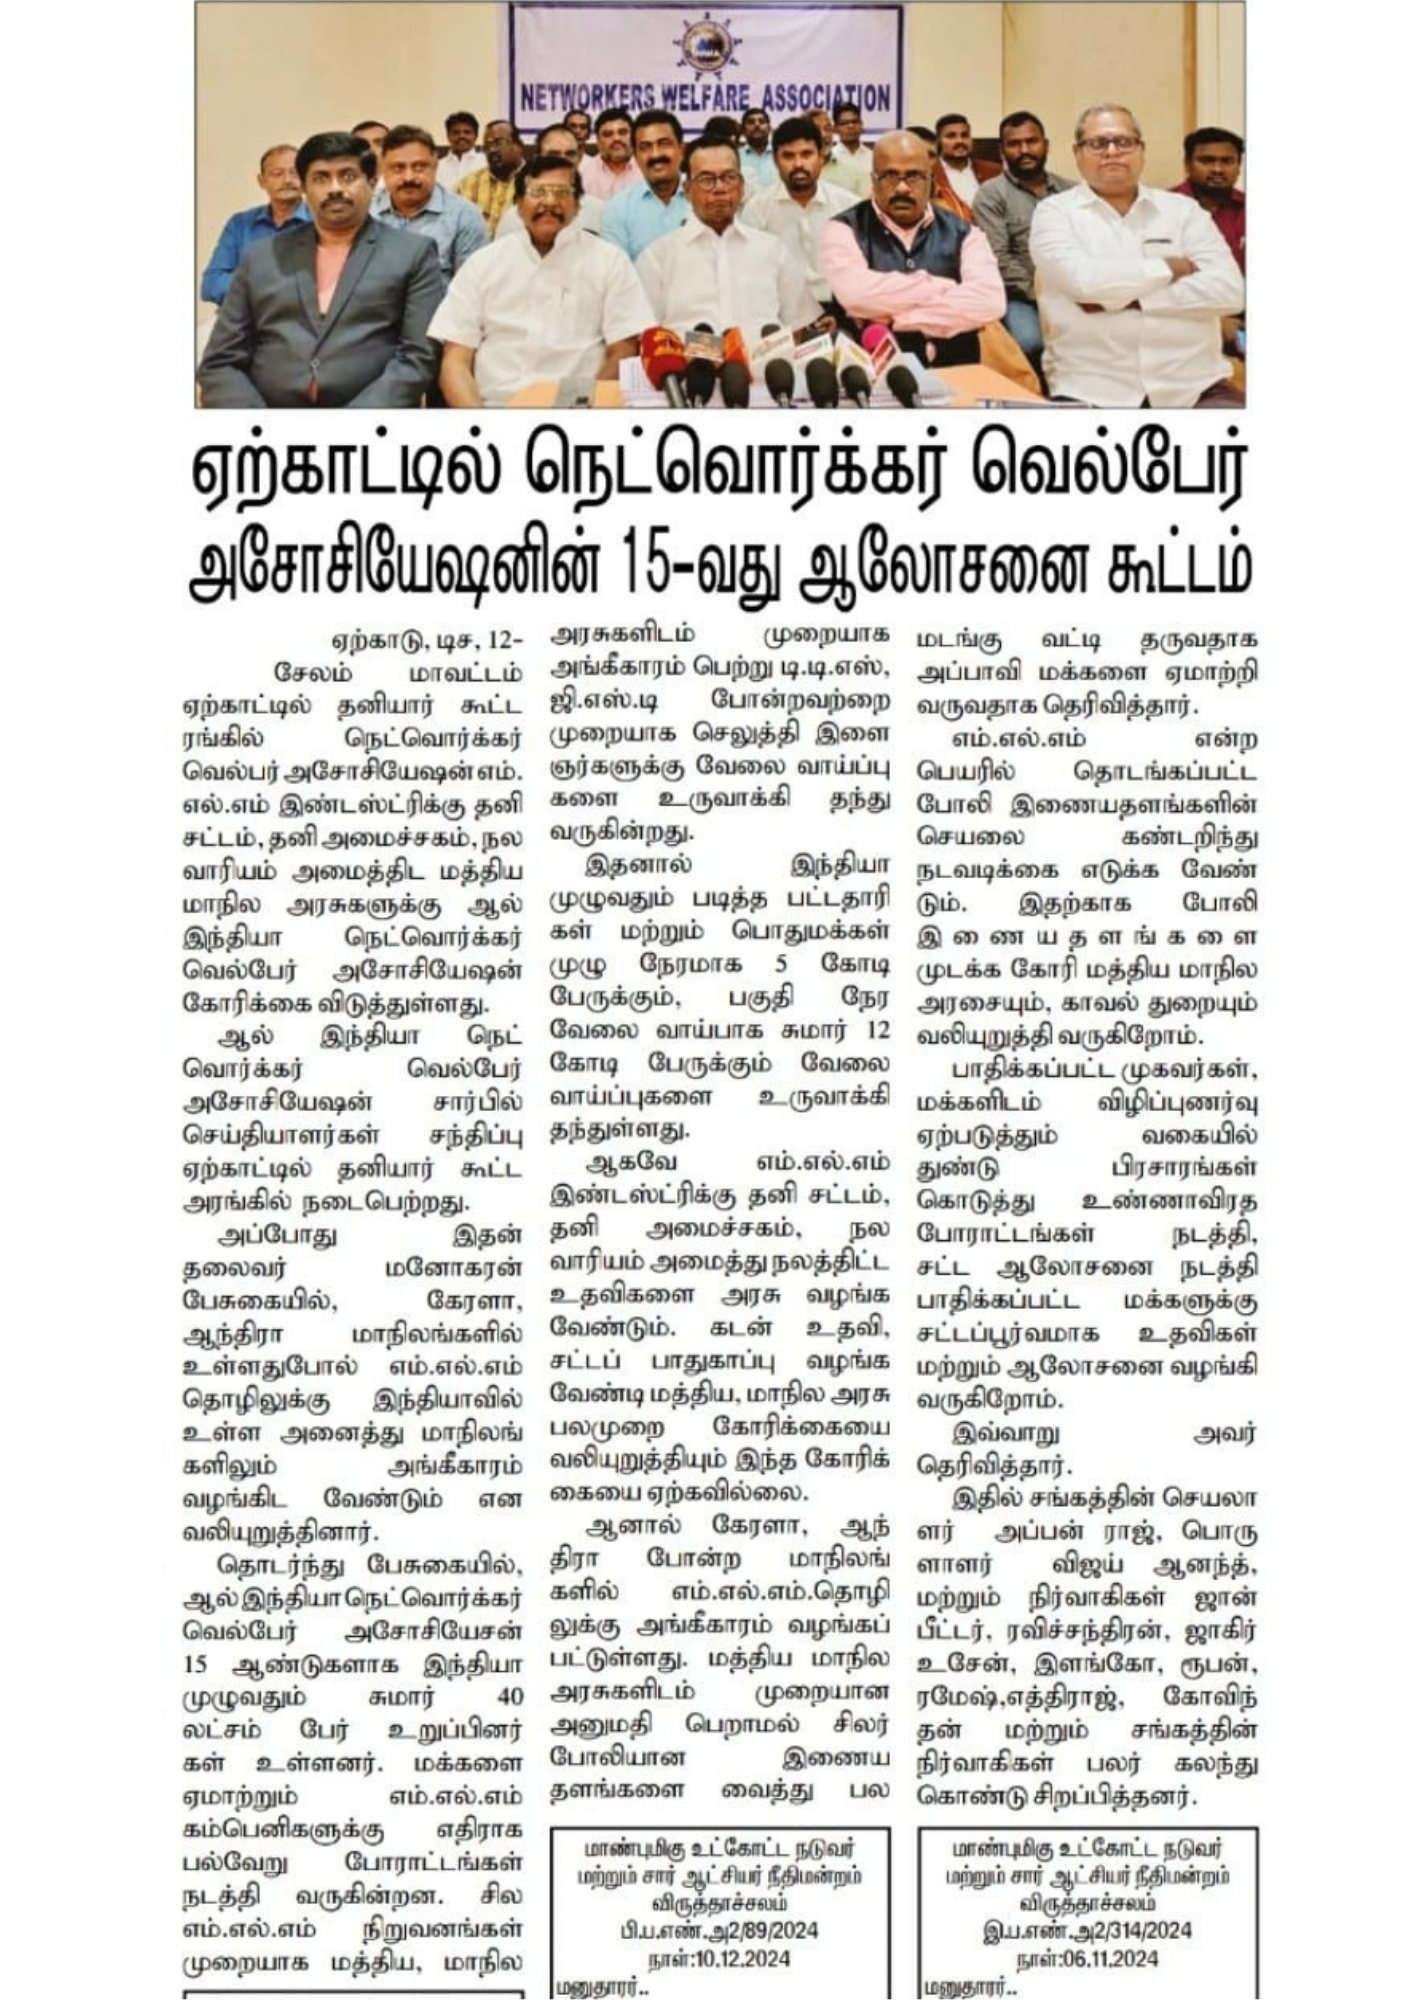 NETWORKERS WELFARE ASSOCIATION
ஏற்காட்டில் நெட்வொர்க்கர் வெல்பேர்
அசோசியேஷனின் 15-வது ஆலோசனை கூட்டம்
ஏற்காடு, டிச, 12-
சேலம் மாவட்டம்
ஏற்காட்டில் தனியார் கூட்ட
ரங்கில் நெட்வொர்க்கர்
வெல்பர் அசோசியேஷன் எம்.
எல்.எம் இண்டஸ்ட்ரிக்கு தனி
சட்டம், தனி அமைச்சகம், நல
வாரியம் அமைத்திட மத்திய
மாநில அரசுகளுக்கு ஆல்
இந்தியா நெட்வொர்க்கர்
வெல்பேர் அசோசியேஷன்
கோரிக்கை விடுத்துள்ளது.
ஆல் இந்தியா நெட்
வொர்க்கர் வெல்பேர்
அசோசியேஷன் சார்பில்
செய்தியாளர்கள் சந்திப்பு
ஏற்காட்டில் தனியார் கூட்ட
அரங்கில் நடைபெற்றது.
அப்போது இதன்
தலைவர் மனோகரன்
பேசுகையில், கேரளா,
ஆந்திரா மாநிலங்களில்
உள்ளதுபோல் எம்.எல்.எம்
தொழிலுக்கு இந்தியாவில்
உள்ள அனைத்து மாநிலங்
களிலும் அங்கீகாரம்
வழங்கிட வேண்டும் என
வலியுறுத்தினார்.
தொடர்ந்து பேசுகையில்,
ஆல் இந்தியா நெட்வொர்க்கர்
வெல்பேர் அசோசியேசன்
15 ஆண்டுகளாக இந்தியா
முழுவதும் சுமார் 40
லட்சம் பேர் உறுப்பினர்
கள் உள்ளனர். மக்களை
ஏமாற்றும் எம்.எல்.எம்
கம்பெனிகளுக்கு எதிராக
பல்வேறு போராட்டங்கள்
நடத்தி வருகின்றன. சில
எம்.எல்.எம் நிறுவனங்கள்
முறையாக மத்திய, மாநில
அரசுகளிடம் முறையாக
அங்கீகாரம் பெற்று டி.டி.எஸ்,
ஜி.எஸ்.டி போன்றவற்றை
முறையாக செலுத்தி இளை
ஞர்களுக்கு வேலை வாய்ப்பு
களை உருவாக்கி தந்து
வருகின்றது.
இதனால் இந்தியா
முழுவதும் படித்த பட்டதாரி
கள் மற்றும் பொதுமக்கள்
முழு நேரமாக 5 கோடி
பேருக்கும், பகுதி நேர
வேலை வாய்பாக சுமார் 12
கோடி பேருக்கும் வேலை
வாய்ப்புகளை உருவாக்கி
தந்துள்ளது.
ஆகவே எம்.எல்.எம்
இண்டஸ்ட்ரிக்கு தனி சட்டம்,
தனி அமைச்சகம், நல
வாரியம் அமைத்து நலத்திட்ட
உதவிகளை அரசு வழங்க
வேண்டும். கடன் உதவி,
சட்டப் பாதுகாப்பு வழங்க
வேண்டி மத்திய, மாநில அரசு
பலமுறை கோரிக்கையை
வலியுறுத்தியும் இந்த கோரிக்
கையை ஏற்கவில்லை.
ஆனால் கேரளா, ஆந்
திரா போன்ற மாநிலங்
களில் எம்.எல்.எம்.தொழி
லுக்கு அங்கீகாரம் வழங்கப்
பட்டுள்ளது. மத்திய மாநில
அரசுகளிடம் முறையான
அனுமதி பெறாமல் சிலர்
போலியான இணைய
தளங்களை வைத்து பல
மடங்கு வட்டி தருவதாக
அப்பாவி மக்களை ஏமாற்றி
வருவதாக தெரிவித்தார்.
எம்.எல்.எம் என்ற
பெயரில் தொடங்கப்பட்ட
போலி இணையதளங்களின்
செயலை கண்டறிந்து
நடவடிக்கை எடுக்க வேண்
டும். இதற்காக போலி
இணையதளங்களை
முடக்க கோரி மத்திய மாநில
அரசையும், காவல் துறையும்
வலியுறுத்தி வருகிறோம்.
பாதிக்கப்பட்ட முகவர்கள்,
மக்களிடம் விழிப்புணர்வு
ஏற்படுத்தும் வகையில்
துண்டு பிரசாரங்கள்
கொடுத்து உண்ணாவிரத
போராட்டங்கள் நடத்தி,
சட்ட ஆலோசனை நடத்தி
பாதிக்கப்பட்ட மக்களுக்கு
சட்டப்பூர்வமாக உதவிகள்
மற்றும் ஆலோசனை வழங்கி
வருகிறோம்.
இவ்வாறு அவர்
தெரிவித்தார்.
இதில் சங்கத்தின் செயலா
ளர் அப்பன் ராஜ், பொரு
ளாளர் விஜய் ஆனந்த்,
மற்றும் நிர்வாகிகள் ஜான்
பீட்டர், ரவிச்சந்திரன், ஜாகிர்
உசேன், இளங்கோ, ரூபன்,
ரமேஷ்,எத்திராஜ், கோவிந்
தன் மற்றும் சங்கத்தின்
நிர்வாகிகள் பலர் கலந்து
கொண்டு சிறப்பித்தனர்.
மாண்புமிகு உட்கோட்ட நடுவர்
மற்றும் சார் ஆட்சியர் நீதிமன்றம்
விருத்தாச்சலம்
பி.ப.எண்.அ2/89/2024
நாள்:10.12.2024
மனுதாரர்..
மாண்புமிகு உட்கோட்ட நடுவர்
மற்றும் சார் ஆட்சியர் நீதிமன்றம்
விருத்தாச்சலம்
இ.ப.எண்.அ2/314/2024
நாள்:06.11.2024
மனுதாரர்..